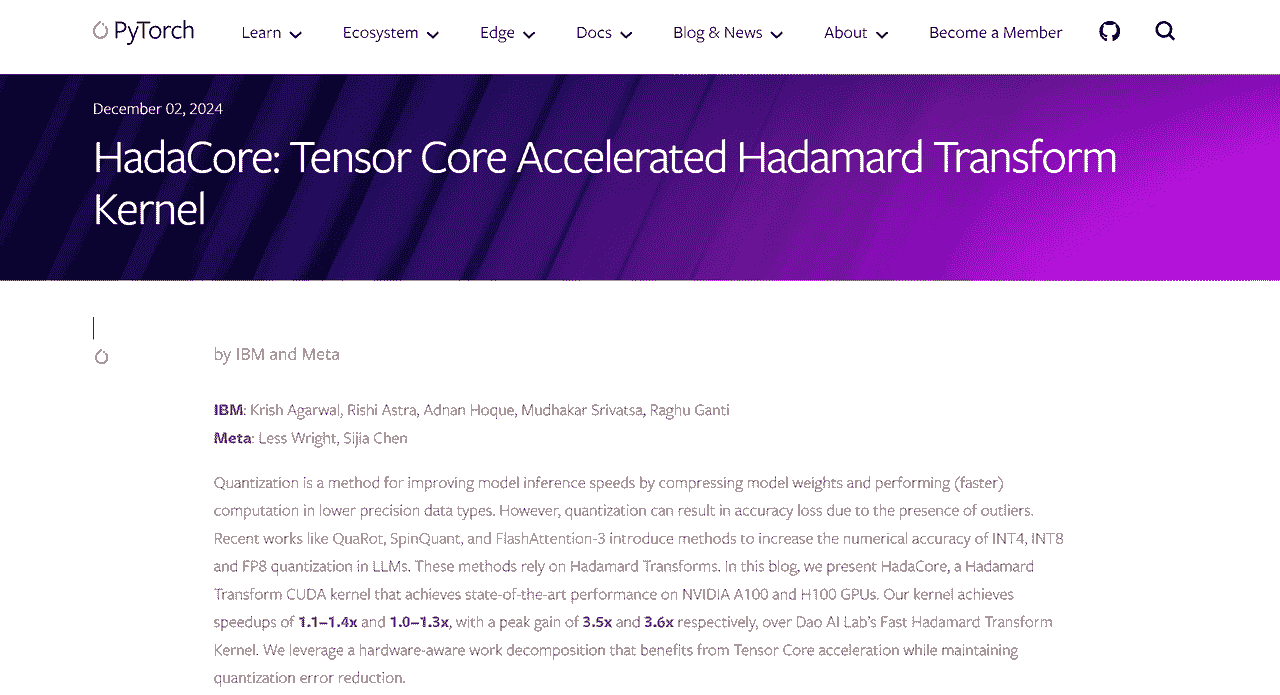 PyTorch Learn Ecosystem Edge Docs Blog & News About Become a Member
December 02, 2024
HadaCore: Tensor Core Accelerated Hadamard Transform
Kernel
by IBM and Meta
IBM: Krish Agarwal, Rishi Astra, Adnan Hoque, Mudhakar Srivatsa, Raghu Ganti
Meta: Less Wright, Sijia Chen
Quantization is a method for improving model inference speeds by compressing model weights and performing (faster)
computation in lower precision data types. However, quantization can result in accuracy loss due to the presence of outliers.
Recent works like QuaRot, SpinQuant, and FlashAttention-3 introduce methods to increase the numerical accuracy of INT4, INT8
and FP8 quantization in LLMs. These methods rely on Hadamard Transforms. In this blog, we present HadaCore, a Hadamard
Transform CUDA kernel that achieves state-of-the-art performance on NVIDIA A100 and H100 GPUs. Our kernel achieves
speedups of 1.1–1.4x and 1.0–1.3x, with a peak gain of 3.5x and 3.6x respectively, over Dao AI Lab’s Fast Hadamard Transform
Kernel. We leverage a hardware-aware work decomposition that benefits from Tensor Core acceleration while maintaining
quantization error reduction.